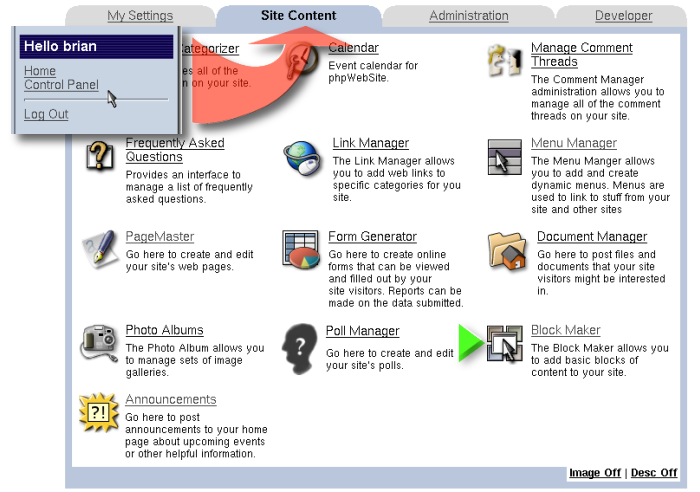 My Settings
Site Content
Administration
Developer
Hello brian
Home
Control Panel
Log Out
Categorizer
es all of the
n on your site.
Calendar
Event calendar for
phpWebSite.
Manage Comment
Threads
The Comment Manager
administration allows you to
manage all of the comment
threads on your site.
Frequently Asked
Questions
Provides an interface to
manage a list of frequently
asked questions.
Link Manager
The Link Manager allows
you to add web links to
specific categories for you
site.
Menu Manager
The Menu Manger allows
you to add and create
dynamic menus. Menus are
used to link to stuff from your
site and other sites
PageMaster
Go here to create and edit
your site's web pages.
Form Generator
Go here to create online
forms that can be viewed
and filled out by your
site visitors. Reports can be
made on the data submitted.
Document Manager
Go here to post files and
documents that your site
visitors might be interested
in.
Photo Albums
The Photo Album allows you
to manage sets of image
galleries.
Poll Manager
Go here to create and edit
your site's polls.
Block Maker
The Block Maker allows you
to add basic blocks of
content to your site.
Announcements
Go here to post
announcements to your home
page about upcoming events
or other helpful information.
Image Off | Desc Off